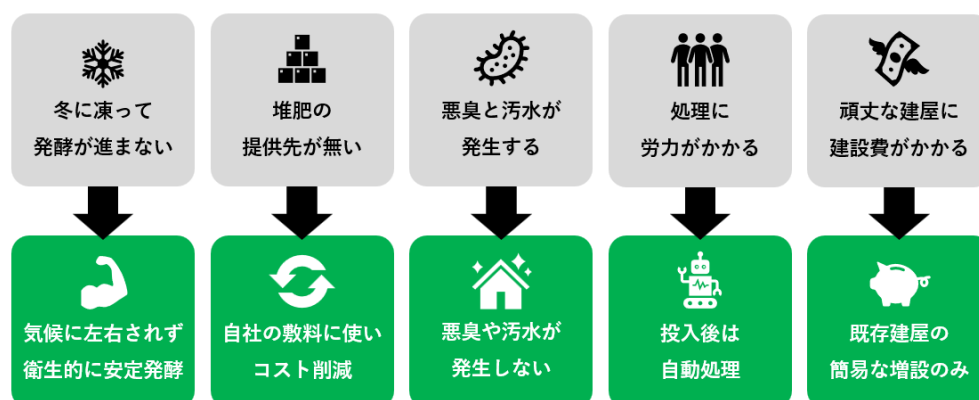 冬に凍って
発酵が進まない
堆肥の
提供先が無い
悪臭と汚水が
発生する
処理に
労力がかかる
頑丈な建屋に
建設費がかかる
気候に左右されず
衛生的に安定発酵
自社の敷料に使い
コスト削減
悪臭や汚水が
発生しない
投入後は
自動処理
既存建屋の
簡易な増設のみ